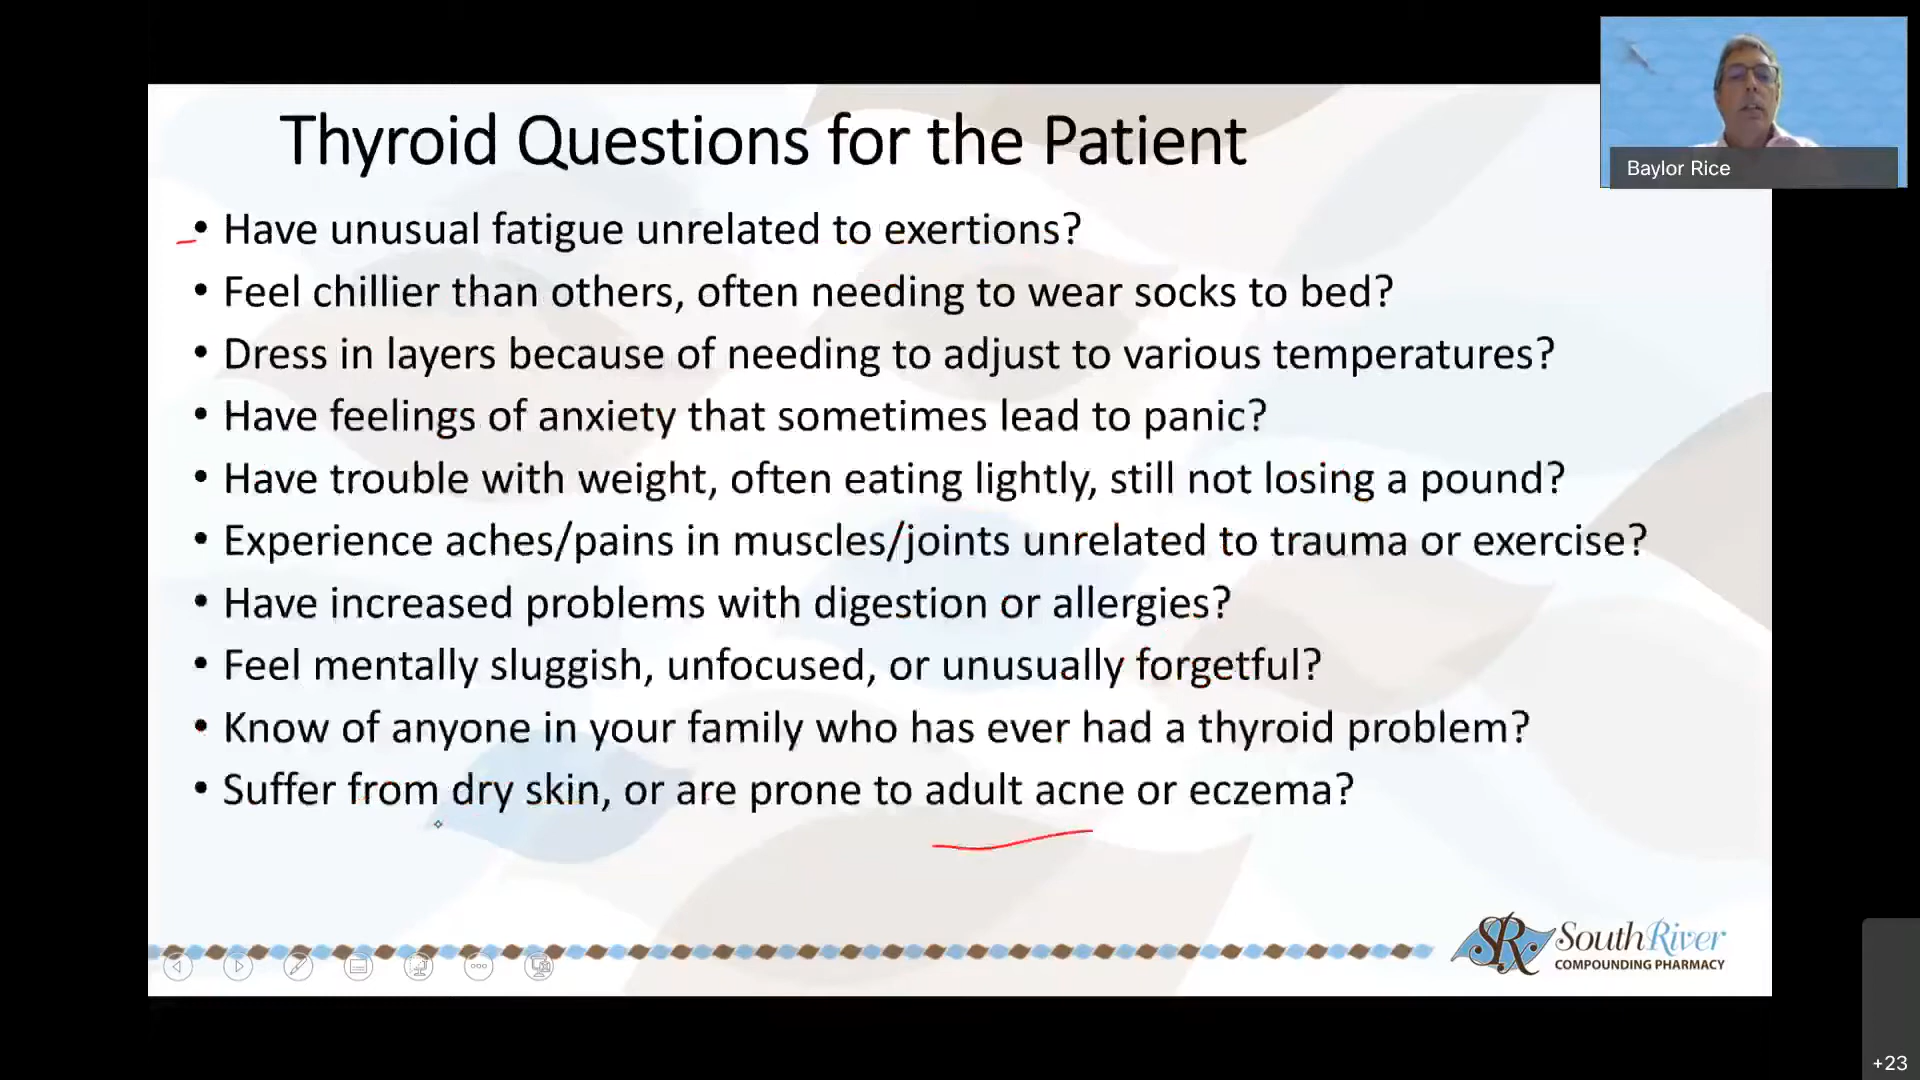 Thyroid Questions for the Patient
Baylor Rice
• Have unusual fatigue unrelated to exertions?
• Feel chillier than others, often needing to wear socks to bed?
• Dress in layers because of needing to adjust to various temperatures?
• Have feelings of anxiety that sometimes lead to panic?
• Have trouble with weight, often eating lightly, still not losing a pound?
• Experience aches/pains in muscles/joints unrelated to trauma or exercise?
• Have increased problems with digestion or allergies?
• Feel mentally sluggish, unfocused, or unusually forgetful?
• Know of anyone in your family who has ever had a thyroid problem?
• Suffer from dry skin, or are prone to adult acne or eczema?
SR South River
COMPOUNDING PHARMACY
+23